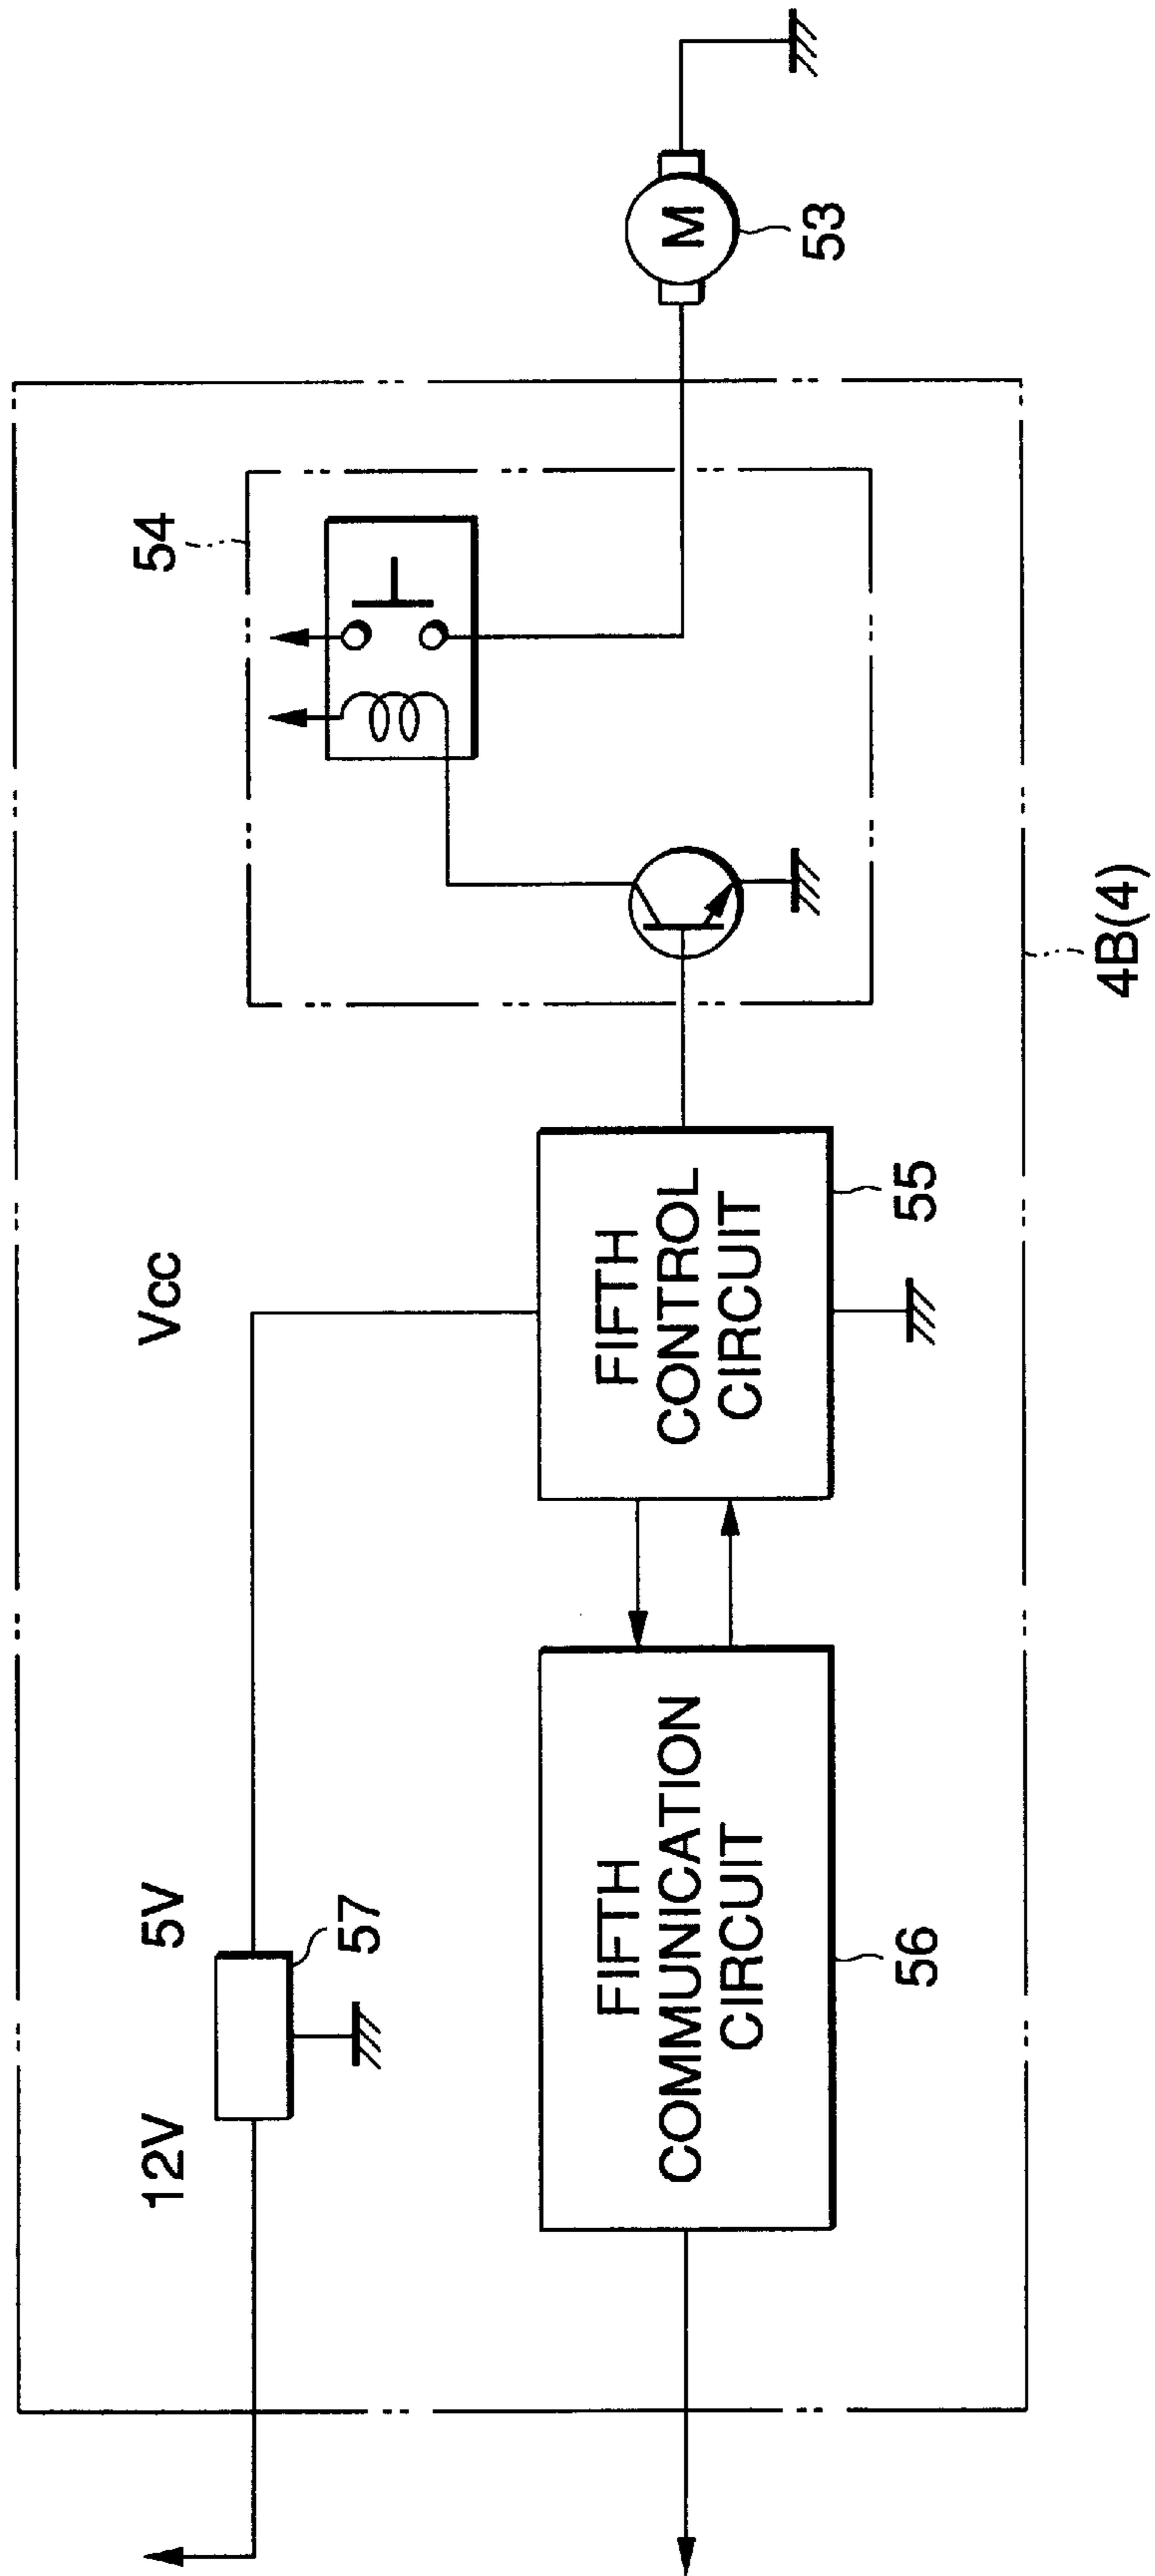 12V
5V
Vcc
54
57
M
53
FIFTH
COMMUNICATION
CIRCUIT
56
FIFTH
CONTROL
CIRCUIT
55
4B(4)